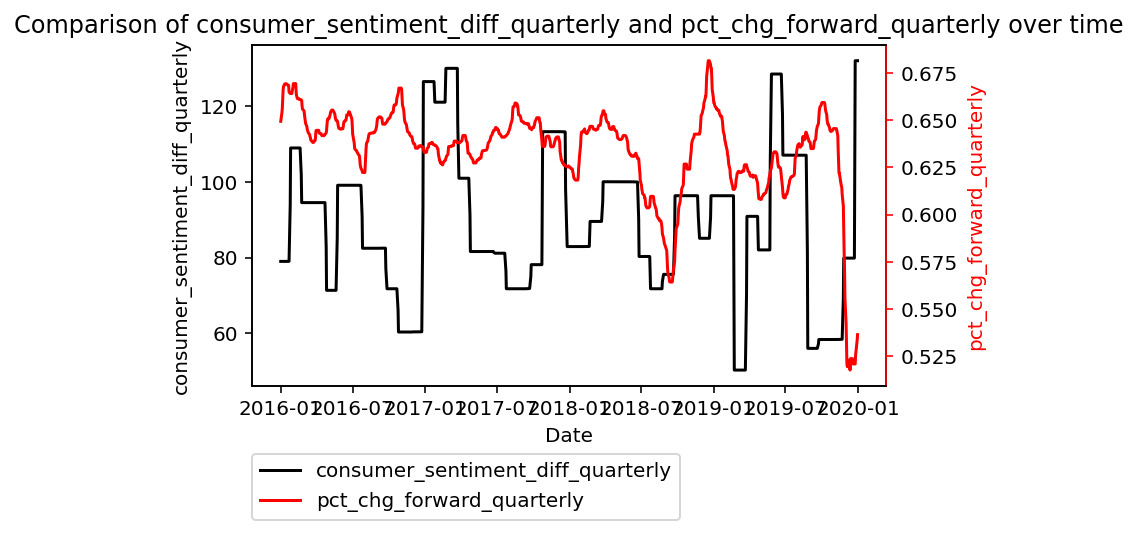 Comparison of consumer_sentiment_diff_quarterly and pct_chg_forward_quarterly over time
consumer_sentiment_diff_quarterly
120
100
80
60
0.675
0.650
0.625
0.600
0.575
0.550
0.525
pct_chg_forward_quarterly
2016-01 2016-07 2017-01 2017-07 2018-01 2018-07 2019-01 2019-07 2020-01
Date
consumer_sentiment_diff_quarterly
pct_chg_forward_quarterly